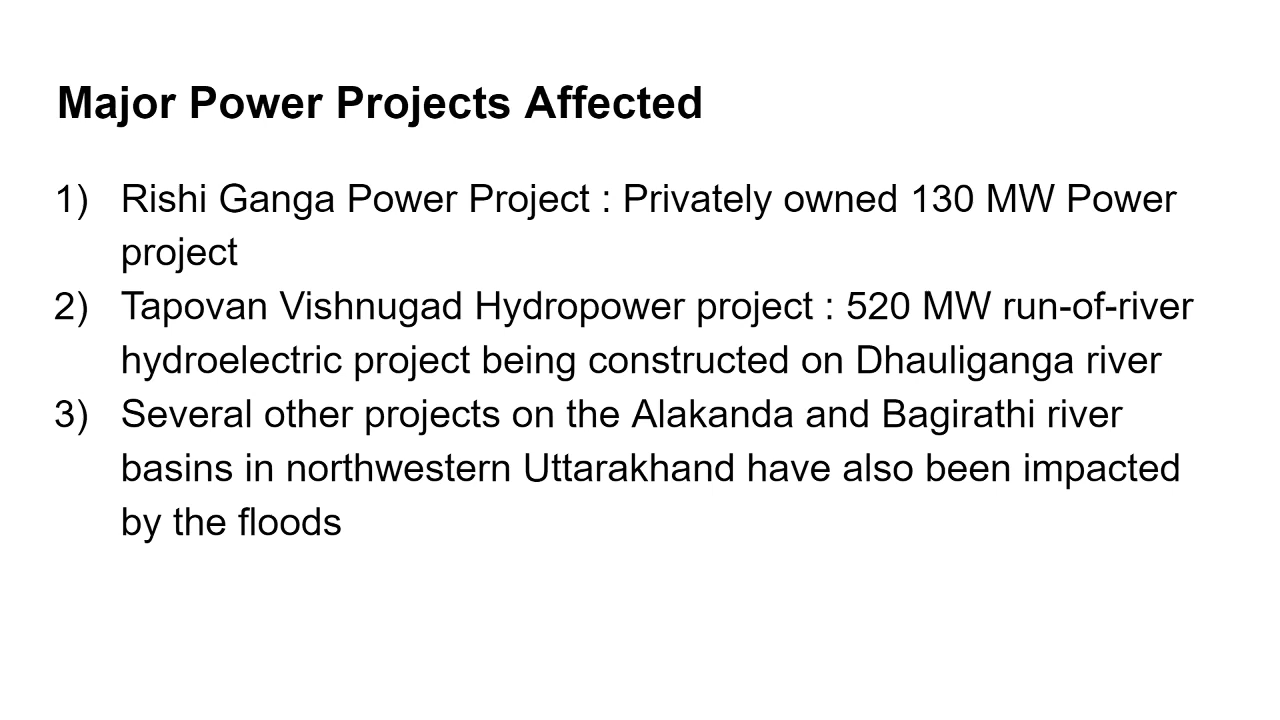 Major Power Projects Affected
1) Rishi Ganga Power Project : Privately owned 130 MW Power
project
2) Tapovan Vishnugad Hydropower project : 520 MW run-of-river
hydroelectric project being constructed on Dhauliganga river
3) Several other projects on the Alakanda and Bagirathi river
basins in northwestern Uttarakhand have also been impacted
by the floods